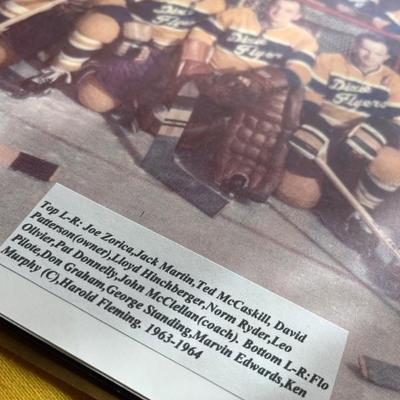 Dixie
Flyers
Dixie
Flyers
Dixie
Flyers
Top L-R: Joe Zorica,Jack Martin,Ted McCaskill, David
Patterson(owner),Lloyd Hinchberger,Norm Ryder,Leo
Olivier,Pat Donnelly,John McClellan(coach). Bottom L-R:Flo
Pilote,Don Graham,George Standing,Marvin Edwards,Ken
Murphy (C),Harold Fleming. 1963-1964